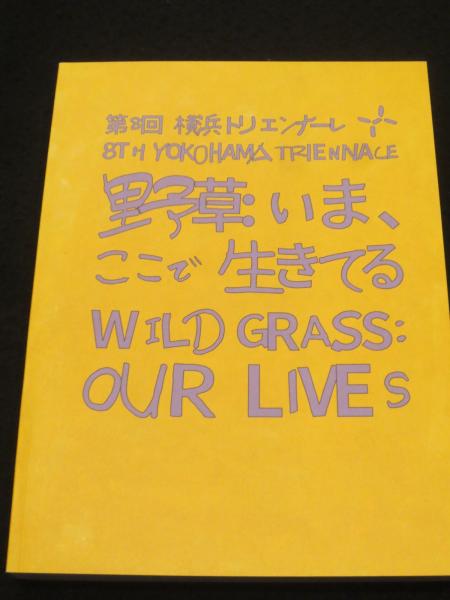 第8回 横浜トリエンナーレ
8TH YOKOHAMA TRIENNALE
野草:いま、
ここで 生きてる
WILD GRASS:
OUR LIVES